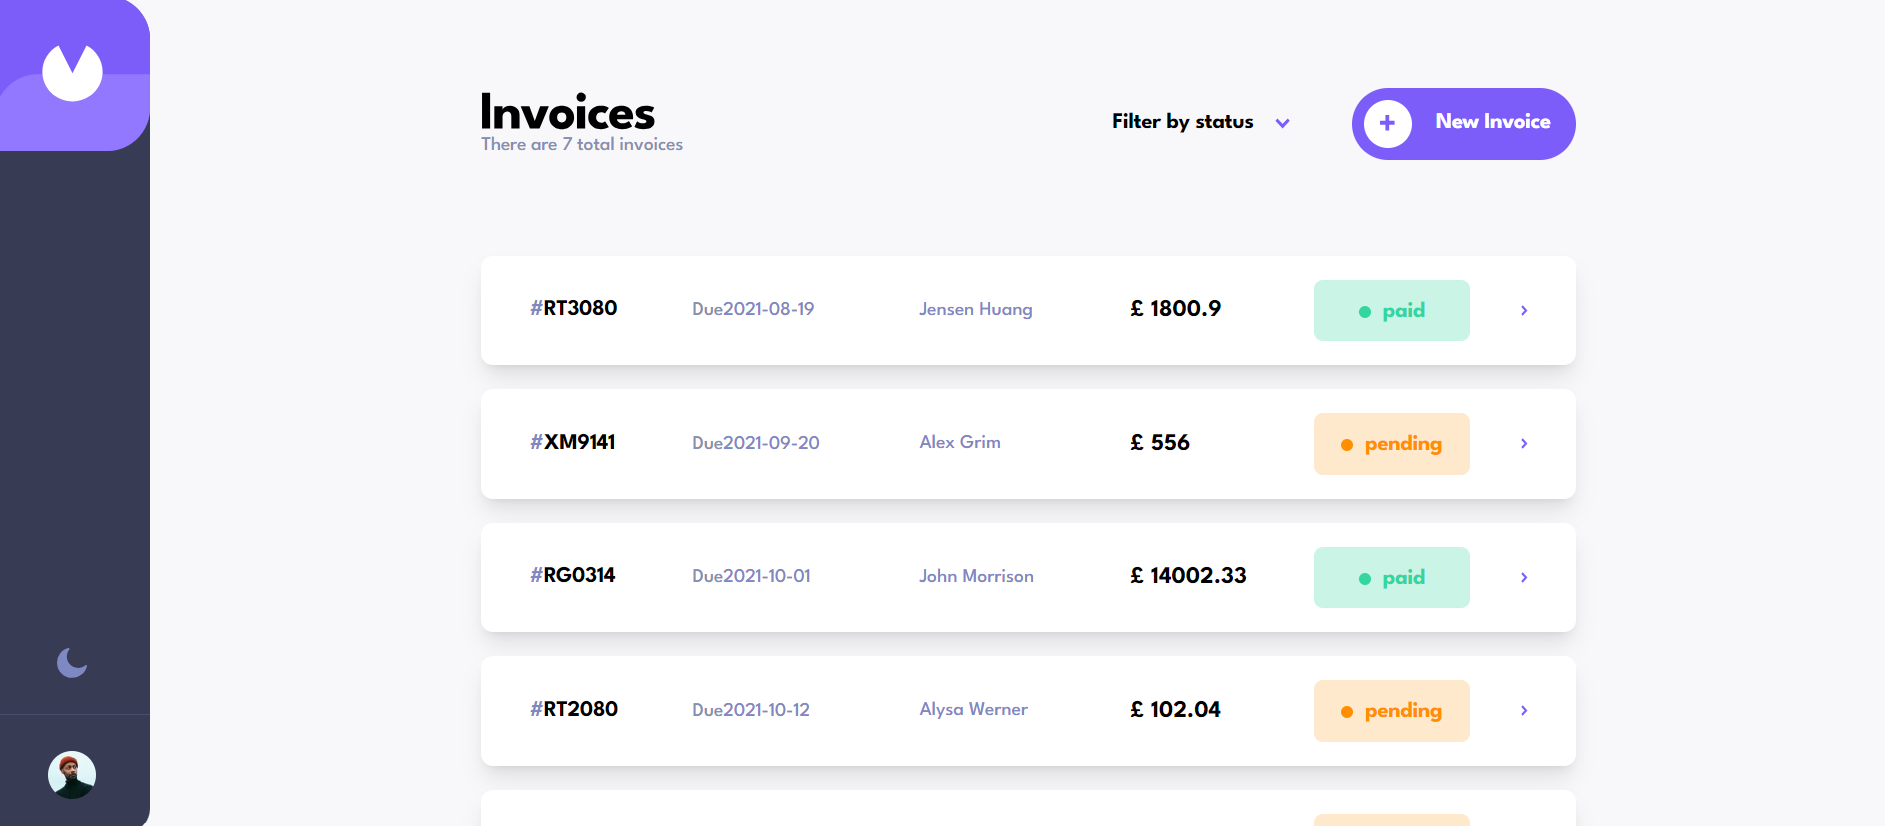 Invoices
There are 7 total invoices
Filter by status
New Invoice
#RT3080 Due2021-08-19 Jensen Huang £ 1800.9 paid
#XM9141 Due2021-09-20 Alex Grim £ 556 pending
#RG0314 Due2021-10-01 John Morrison £ 14002.33 paid
#RT2080 Due2021-10-12 Alysa Werner £ 102.04 pending